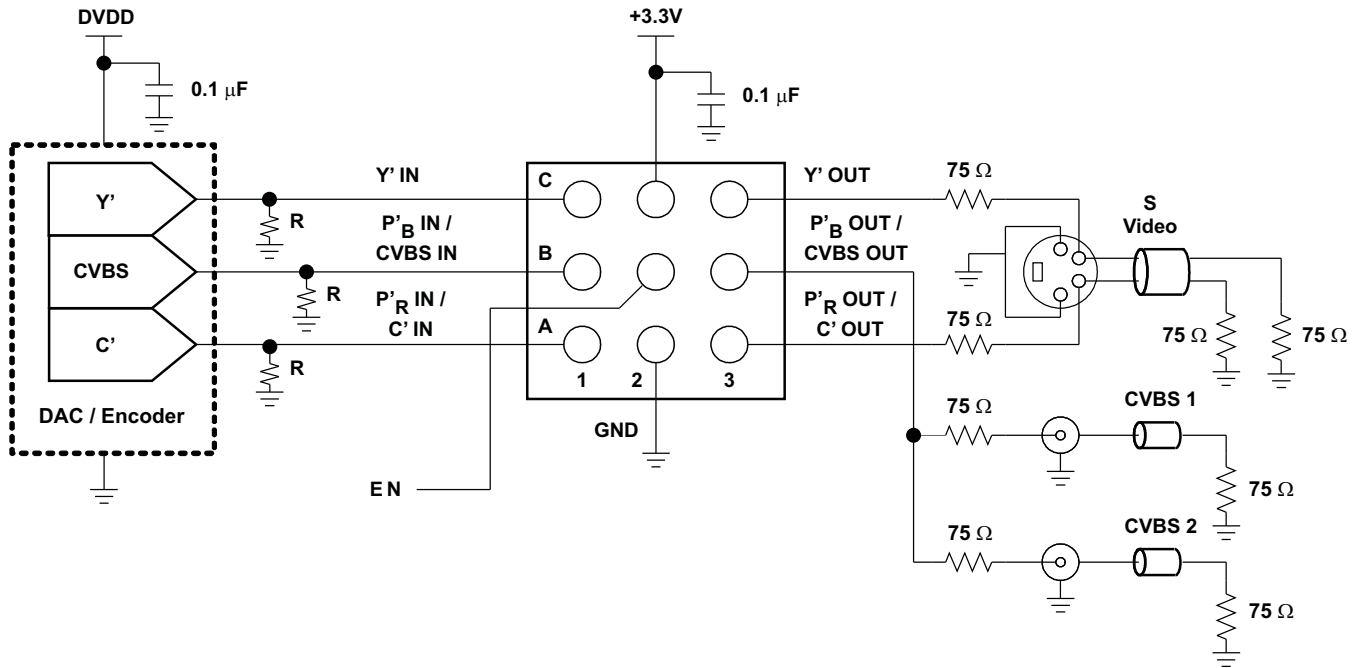 DVDD
+3.3V
0.1 μF
0.1 μF
Y' IN
C
Y' OUT
75 Ω
Y'
R
P'B IN /
CVBS IN
P'B OUT /
CVBS OUT
S
Video
CVBS
B
R
P'R IN /
C' IN
P'R OUT /
C' OUT
75 Ω
75 Ω
75 Ω
C'
R
A
1
2
3
DAC / Encoder
GND
75 Ω
CVBS 1
EN
75 Ω
75 Ω
CVBS 2
75 Ω